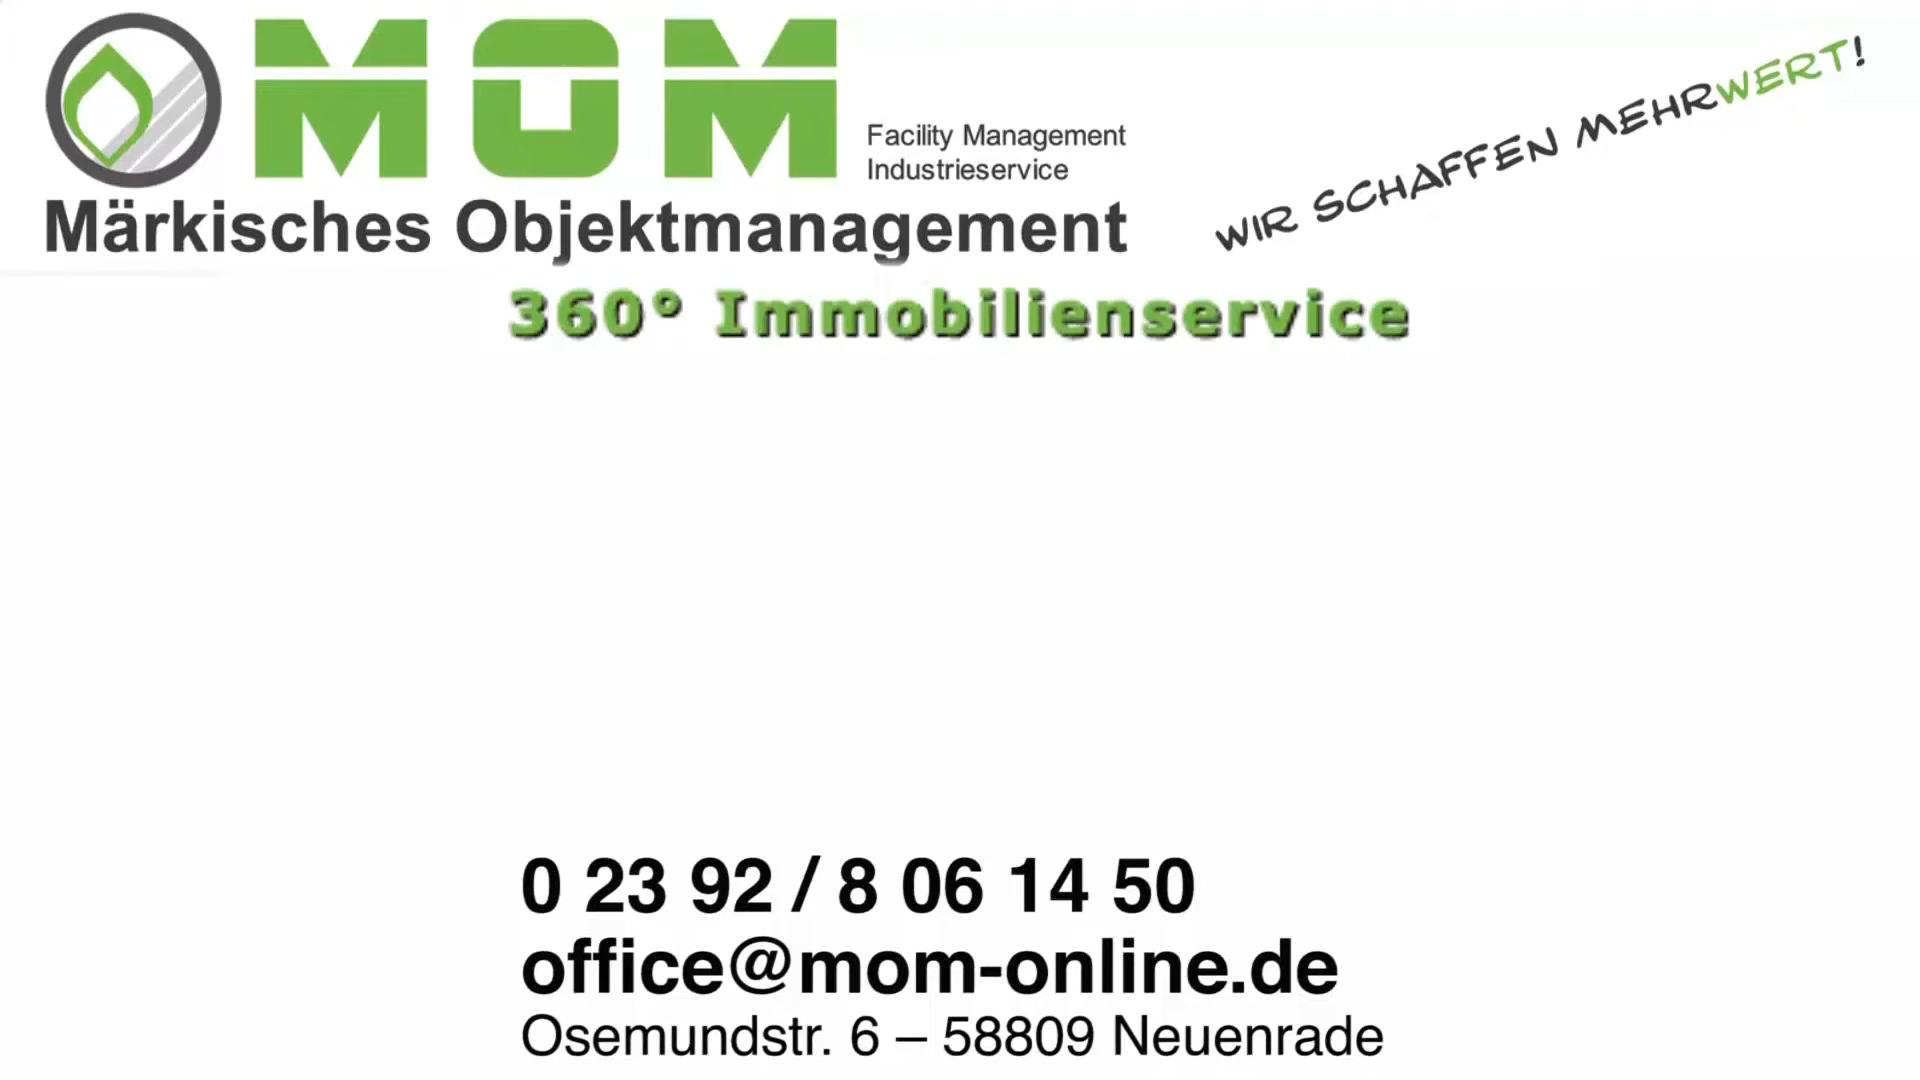 MOM
Facility Management
Industrieservice
Märkisches Objektmanagement
WIR SCHAFFEN MEHRWERT!
360° Immobilienservice
0 23 92 / 8 06 14 50
office@mom-online.de
Osemundstr. 6 – 58809 Neuenrade